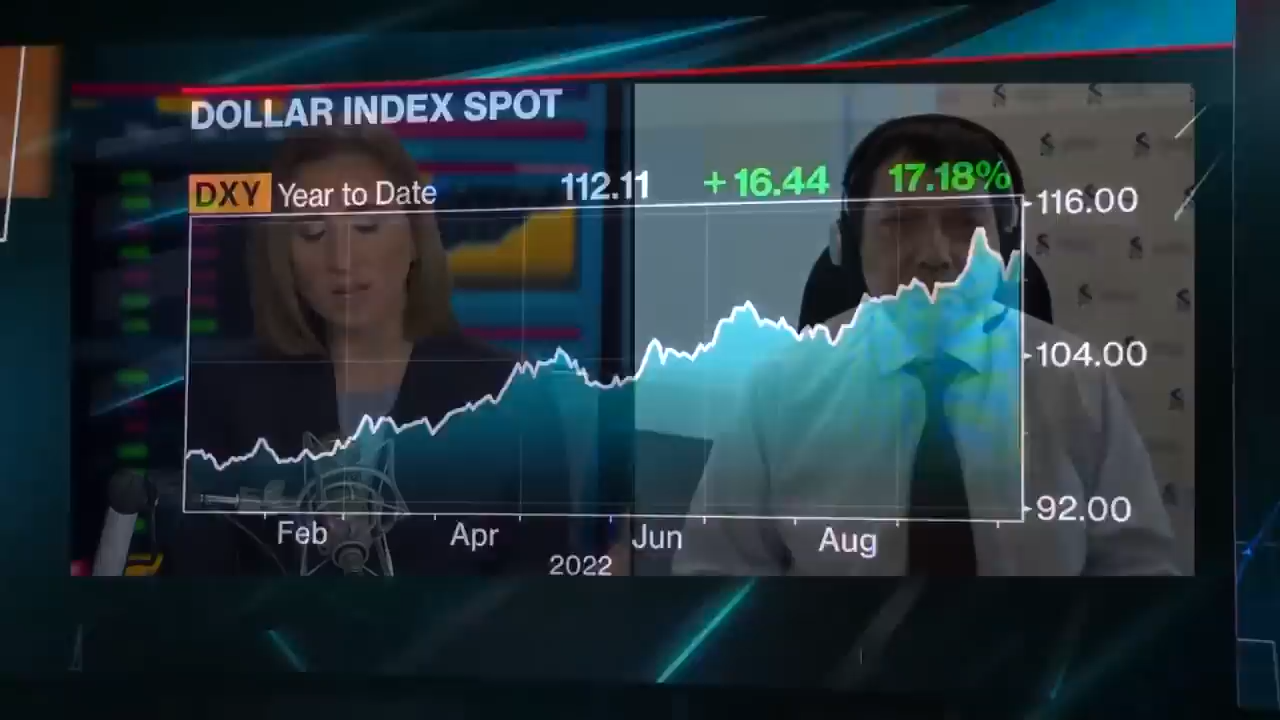 DOLLAR INDEX SPOT
DXY Year to Date 112.11 +16.44 17.18%
116.00
104.00
92.00
Feb Apr Jun Aug
2022